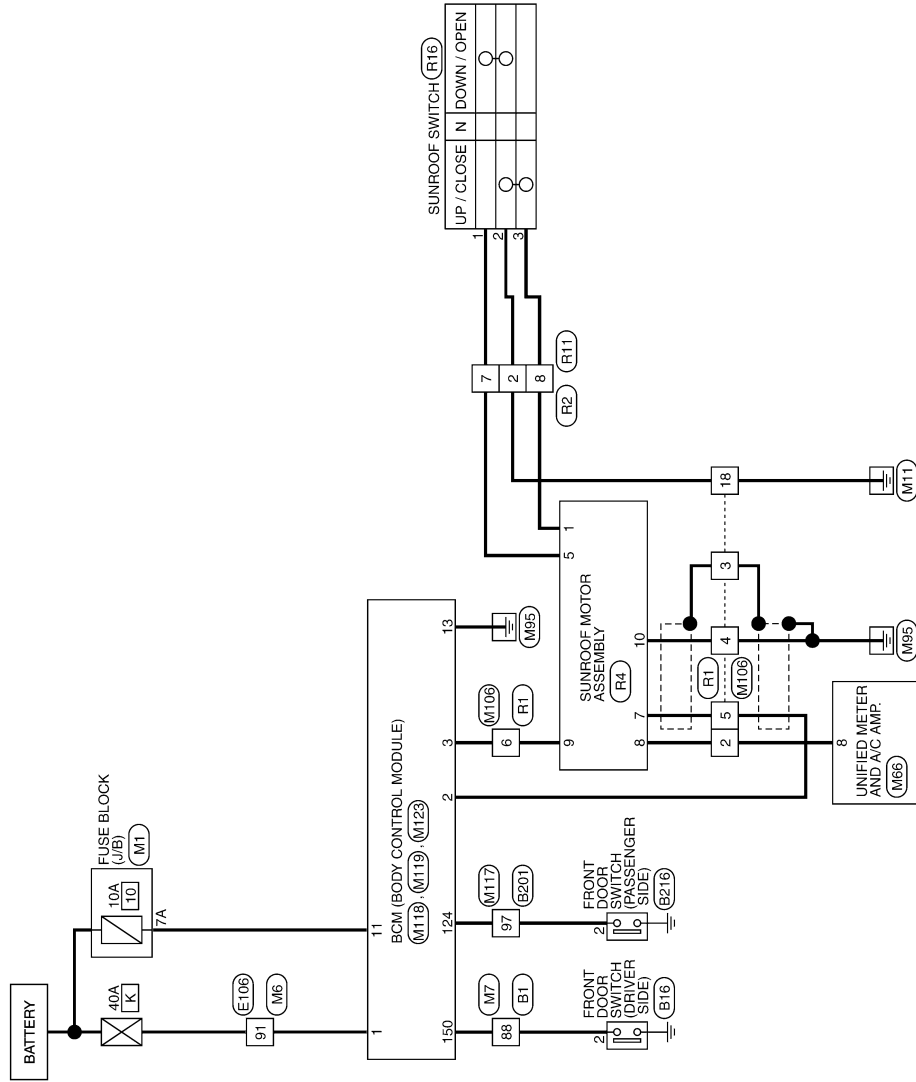 BATTERY
40A
K
10A
10
FUSE BLOCK
(J/B)
M1
7A
E106
91
M6
1
11
BCM (BODY CONTROL MODULE)
M118 , M119 , M123
150
124
2
3
13
M7
88
B1
M117
97
B201
M106
6
R1
M95
2
FRONT
DOOR
SWITCH
(DRIVER
SIDE)
B16
2
FRONT
DOOR
SWITCH
(PASSENGER
SIDE)
B216
9
5
1
SUNROOF MOTOR
ASSEMBLY
R4
8
7
10
R1
M106
2
5
4
3
18
8
UNIFIED METER
AND A/C AMP.
M66
M95
M11
7
2
8
R2
R11
SUNROOF SWITCH R16
UP / CLOSE N DOWN / OPEN
1
2
3